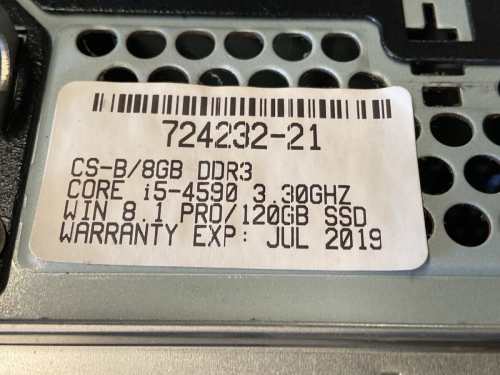 724232-21
CS-B/8GB DDR3
CORE i5-4590 3.30GHZ
WIN 8.1 PRO/120GB SSD
WARRANTY EXP: JUL 2019